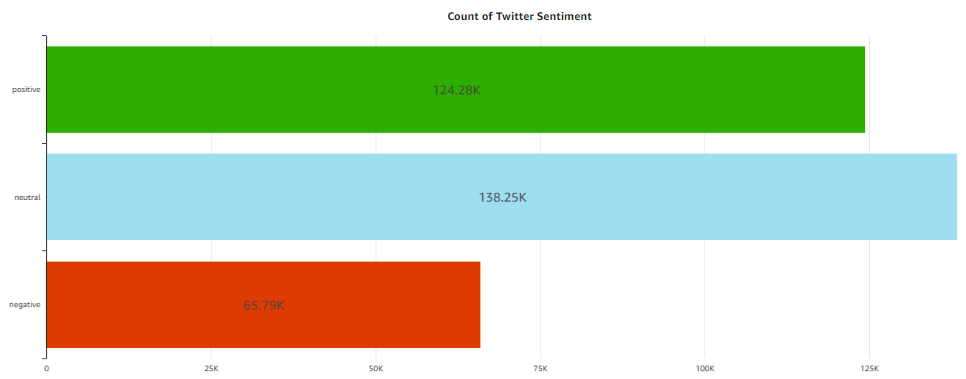 Count of Twitter Sentiment
positive
124.28K
neutral
138.25K
negative
65.79K
0 25K 50K 75K 100K 125K